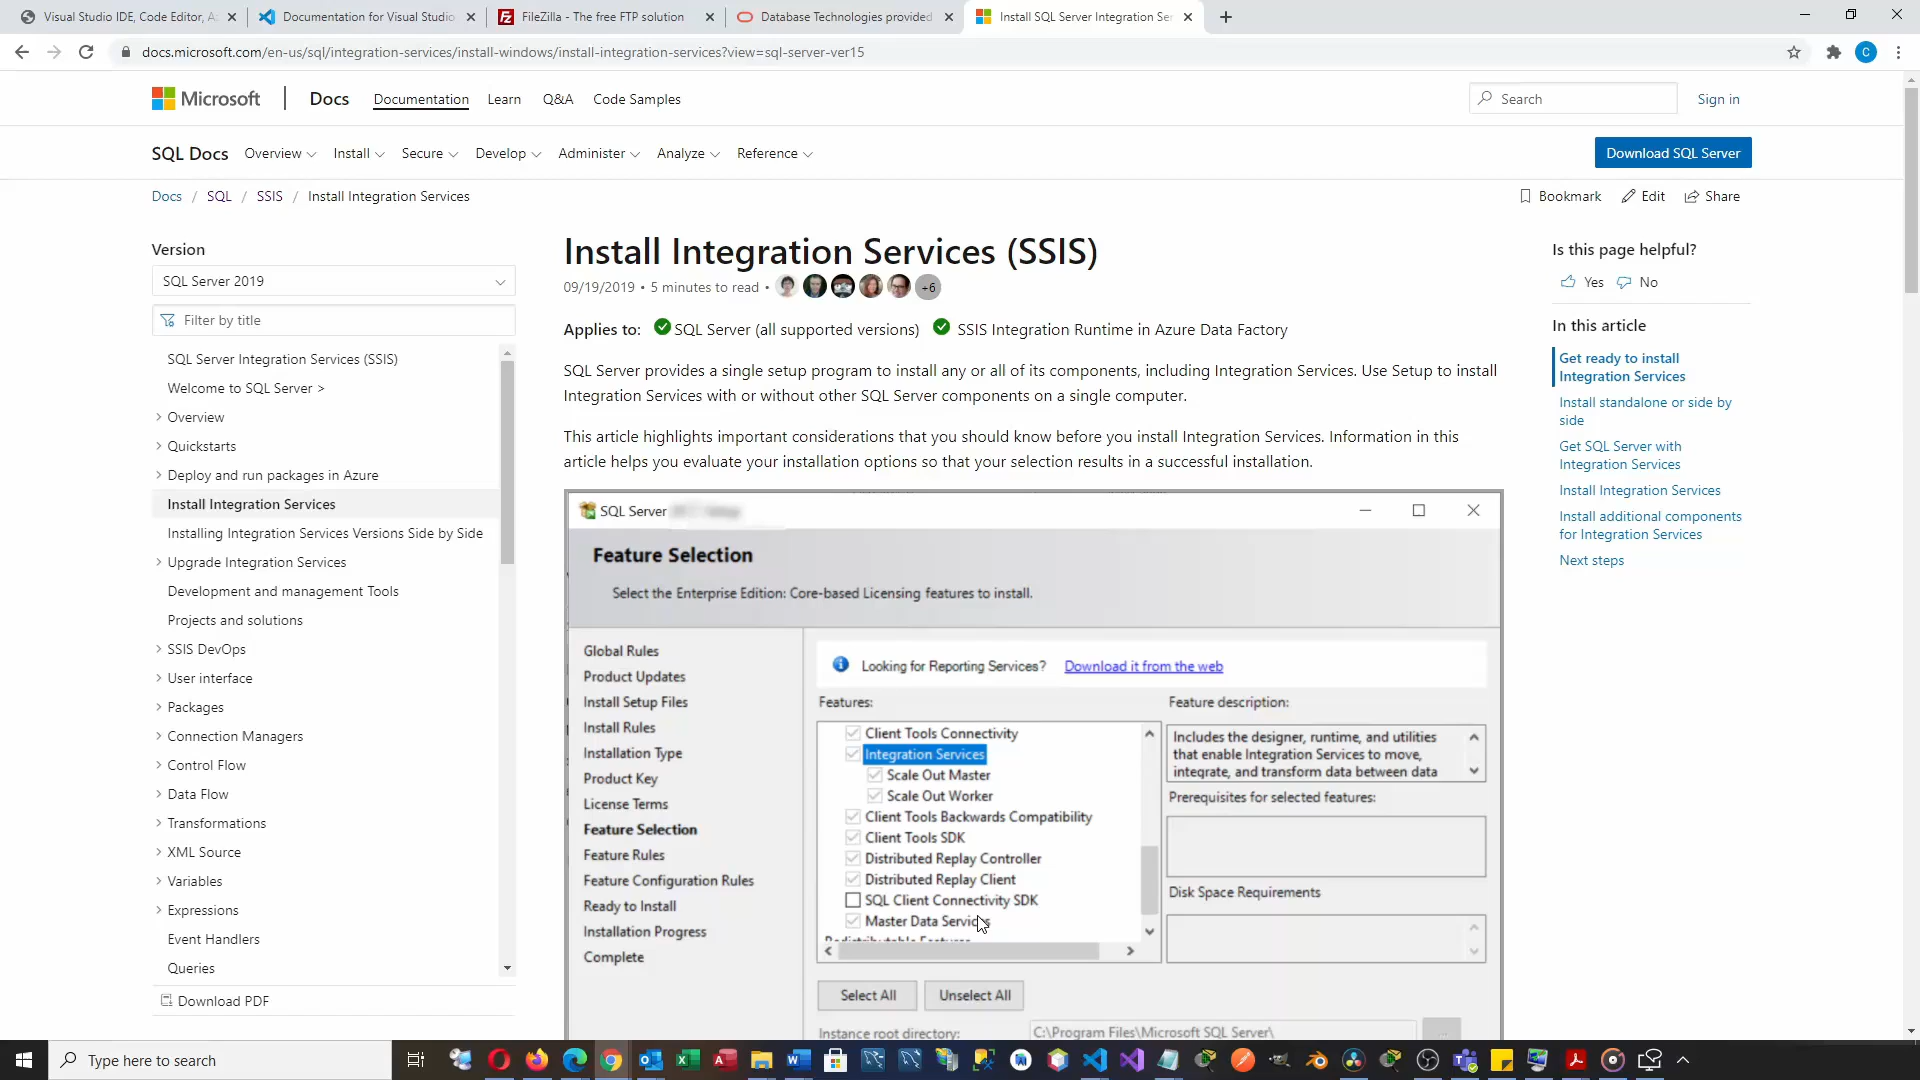 Visual Studio IDE, Code Editor, A
Documentation for Visual Studio
FileZilla - The free FTP solution
Database Technologies provided
Install SQL Server Integration Ser
docs.microsoft.com/en-us/sql/integration-services/install-windows/install-integration-services?view=sql-server-ver15
C
Microsoft
Docs
Documentation
Learn
Q&A
Code Samples
Search
Sign in
SQL Docs
Overview
Install
Secure
Develop
Administer
Analyze
Reference
Download SQL Server
Docs / SQL / SSIS / Install Integration Services
Bookmark
Edit
Share
Version
SQL Server 2019
Filter by title
SQL Server Integration Services (SSIS)
Welcome to SQL Server >
Overview
Quickstarts
Deploy and run packages in Azure
Install Integration Services
Installing Integration Services Versions Side by Side
Upgrade Integration Services
Development and management Tools
Projects and solutions
SSIS DevOps
User interface
Packages
Connection Managers
Control Flow
Data Flow
Transformations
XML Source
Variables
Expressions
Event Handlers
Queries
Download PDF
Install Integration Services (SSIS)
09/19/2019 • 5 minutes to read •
+6
Applies to: SQL Server (all supported versions) SSIS Integration Runtime in Azure Data Factory
SQL Server provides a single setup program to install any or all of its components, including Integration Services. Use Setup to install
Integration Services with or without other SQL Server components on a single computer.
This article highlights important considerations that you should know before you install Integration Services. Information in this
article helps you evaluate your installation options so that your selection results in a successful installation.
SQL Server
Feature Selection
Select the Enterprise Edition: Core-based Licensing features to install.
Global Rules
Product Updates
Install Setup Files
Install Rules
Installation Type
Product Key
License Terms
Feature Selection
Feature Rules
Feature Configuration Rules
Ready to Install
Installation Progress
Complete
Looking for Reporting Services? Download it from the web
Features:
Client Tools Connectivity
Integration Services
Scale Out Master
Scale Out Worker
Client Tools Backwards Compatibility
Client Tools SDK
Distributed Replay Controller
Distributed Replay Client
SQL Client Connectivity SDK
Master Data Services
Redistributable Features
Feature description:
Includes the designer, runtime, and utilities
that enable Integration Services to move,
integrate, and transform data between data
Prerequisites for selected features:
Disk Space Requirements
Select All
Unselect All
Instance root directory:
C:\Program Files\Microsoft SQL Server\
...
Is this page helpful?
Yes
No
In this article
Get ready to install
Integration Services
Install standalone or side by
side
Get SQL Server with
Integration Services
Install Integration Services
Install additional components
for Integration Services
Next steps
Type here to search